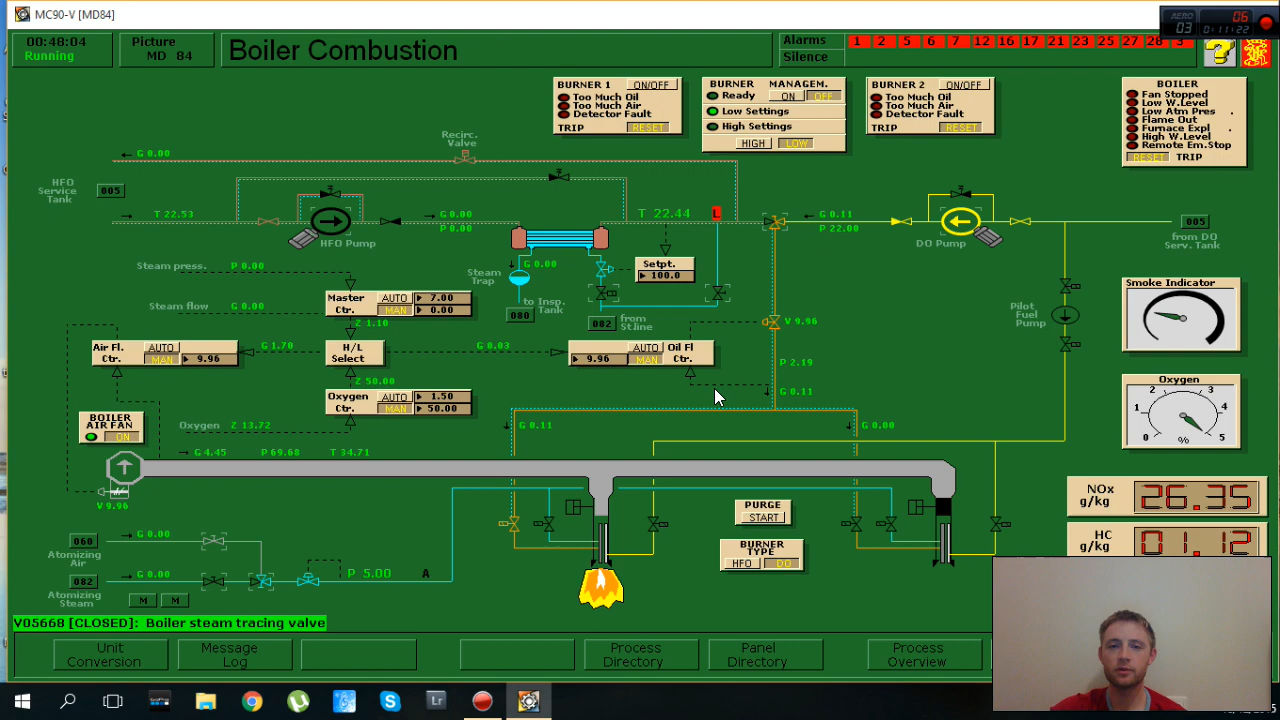 MC90-V [MD84]
AERO
03
06
0:11:22
00:48:04
Running
Picture
MD 84
Boiler Combustion
Alarms
Silence
1 2 5 6 7 12 16 17 21 23 25 27 28 3
?
BURNER 1 ON/OFF
Too Much Oil
Too Much Air
Detector Fault
TRIP RESET
BURNER MANAGEM.
Ready ON OFF
Low Settings
High Settings
HIGH LOW
BURNER 2 ON/OFF
Too Much Oil
Too Much Air
Detector Fault
TRIP RESET
BOILER
Fan Stopped
Low W.Level
Low Atm Pres .
Flame Out
Furnace Expl .
High W.Level
Remote Em.Stop
RESET TRIP
Recirc.
Valve
G 0.00
HFO
Service
Tank
005
T 22.53
HFO Pump
G 0.00
P 0.00
T 22.44
L
G 0.11
P 22.00
DO Pump
005
from DO
Serv. Tank
Steam press.
P 0.00
Steam
Trap
G 0.00
Setpt.
100.0
to Insp.
Tank
080
082
from
St.line
Steam flow
G 0.00
Master
Ctr.
AUTO
MAN
7.00
0.00
Z 1.10
V 9.96
Pilot
Fuel
Pump
Smoke Indicator
Air Fl.
Ctr.
AUTO
MAN
9.96
G 1.70
H/L
Select
G 0.03
9.96
AUTO
MAN
Oil Fl
Ctr.
P 2.19
G 0.11
Z 50.00
Oxygen
Ctr.
AUTO
MAN
1.50
50.00
Oxygen
0 1 2 3 4 5
%
BOILER
AIR FAN
ON
Oxygen
Z 13.72
G 0.11
G 0.00
G 4.45 P 69.68 T 34.71
V 9.96
NOx
g/kg
26.35
HC
g/kg
01.12
PURGE
START
BURNER
TYPE
HFO DO
060
Atomizing
Air
G 0.00
082
Atomizing
Steam
G 0.00
P 5.00
A
M M
V05668 [CLOSED]: Boiler steam tracing valve
Unit
Conversion
Message
Log
Process
Directory
Panel
Directory
Process
Overview
S
Lr